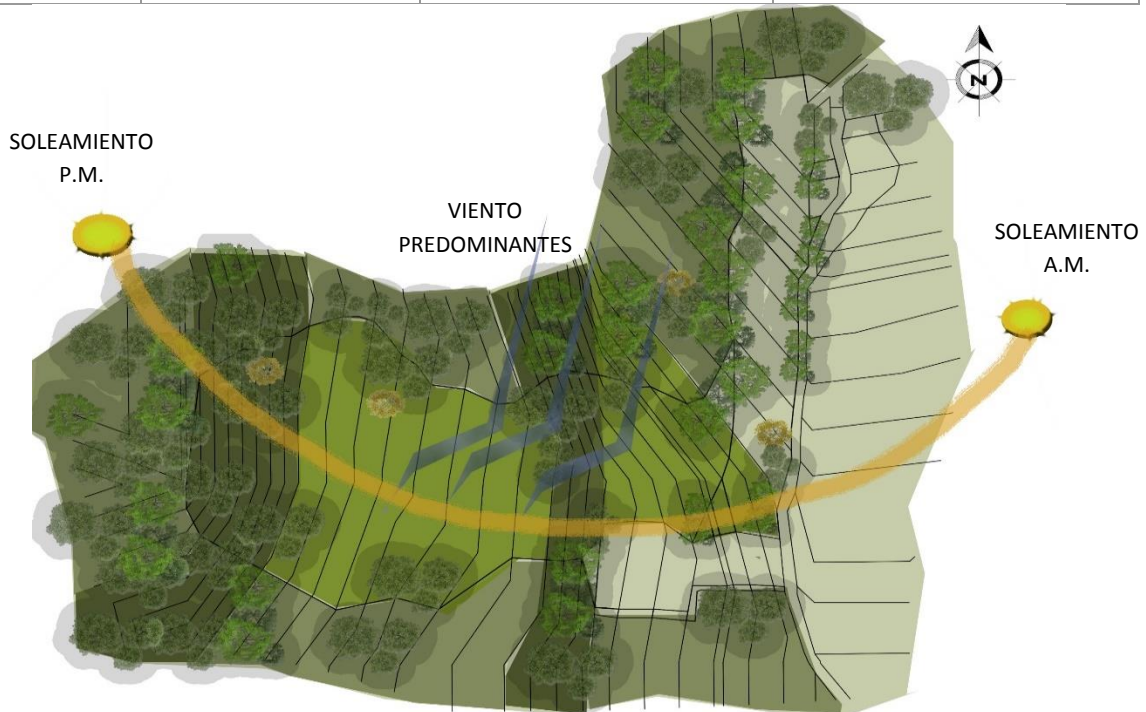 N
SOLEAMIENTO
P.M.
VIENTO
PREDOMINANTES
SOLEAMIENTO
A.M.